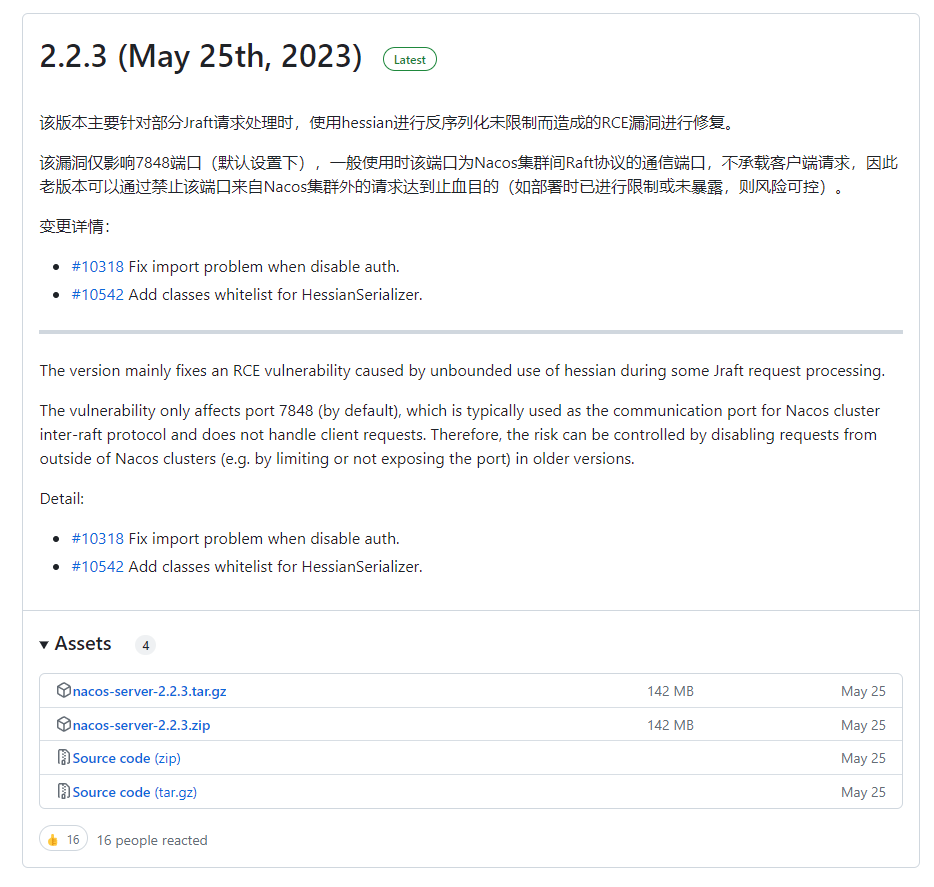 2.2.3 (May 25th, 2023) Latest
该版本主要针对部分Jraft请求处理时，使用hessian进行反序列化未限制而造成的RCE漏洞进行修复。
该漏洞仅影响7848端口（默认设置下），一般使用时该端口为Nacos集群间Raft协议的通信端口，不承载客户端请求，因此
老版本可以通过禁止该端口来自Nacos集群外的请求达到止血目的（如部署时已进行限制或未暴露，则风险可控）。
变更详情：
#10318 Fix import problem when disable auth.
#10542 Add classes whitelist for HessianSerializer.
The version mainly fixes an RCE vulnerability caused by unbounded use of hessian during some Jraft request processing.
The vulnerability only affects port 7848 (by default), which is typically used as the communication port for Nacos cluster
inter-raft protocol and does not handle client requests. Therefore, the risk can be controlled by disabling requests from
outside of Nacos clusters (e.g. by limiting or not exposing the port) in older versions.
Detail:
#10318 Fix import problem when disable auth.
#10542 Add classes whitelist for HessianSerializer.
Assets 4
nacos-server-2.2.3.tar.gz 142 MB May 25
nacos-server-2.2.3.zip 142 MB May 25
Source code (zip) May 25
Source code (tar.gz) May 25
16 16 people reacted